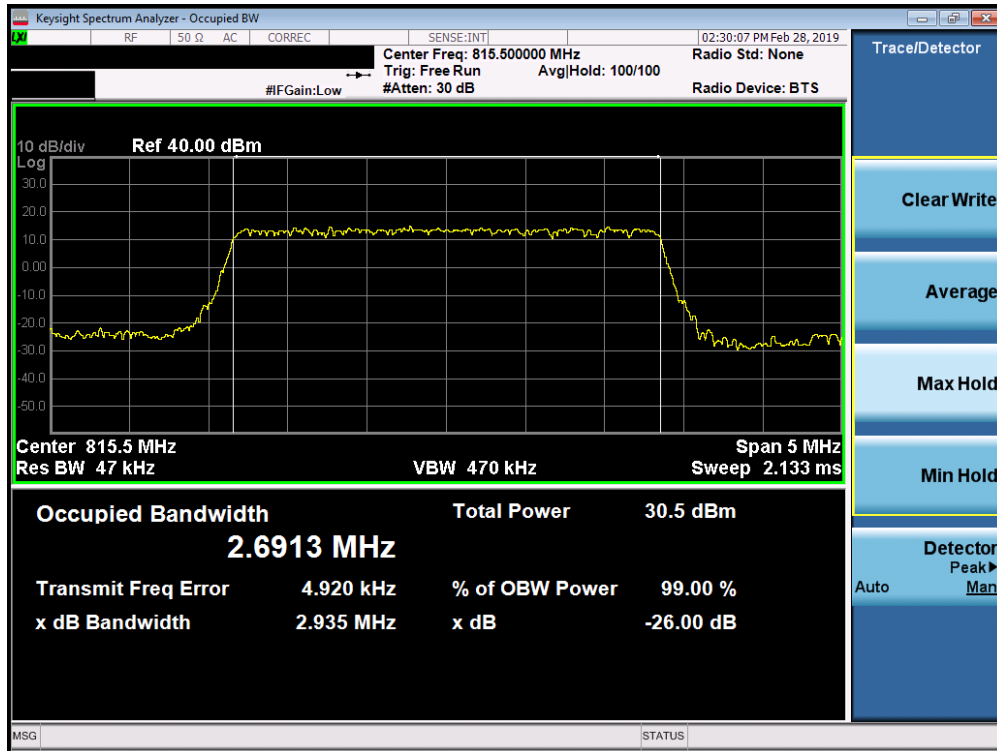 Keysight Spectrum Analyzer - Occupied BW
LXI RF 50 Ω AC CORREC SENSE:INT 02:30:07 PM Feb 28, 2019
Center Freq: 815.500000 MHz Radio Std: None
Trig: Free Run Avg|Hold: 100/100
#IFGain:Low #Atten: 30 dB Radio Device: BTS
Trace/Detector
10 dB/div Ref 40.00 dBm
Log
30.0
20.0
10.0
0.00
-10.0
-20.0
-30.0
-40.0
-50.0
Center 815.5 MHz Span 5 MHz
Res BW 47 kHz VBW 470 kHz Sweep 2.133 ms
Occupied Bandwidth Total Power 30.5 dBm
2.6913 MHz
Transmit Freq Error 4.920 kHz % of OBW Power 99.00 %
x dB Bandwidth 2.935 MHz x dB -26.00 dB
Clear Write
Average
Max Hold
Min Hold
Detector
Peak▶
Auto Man
MSG STATUS